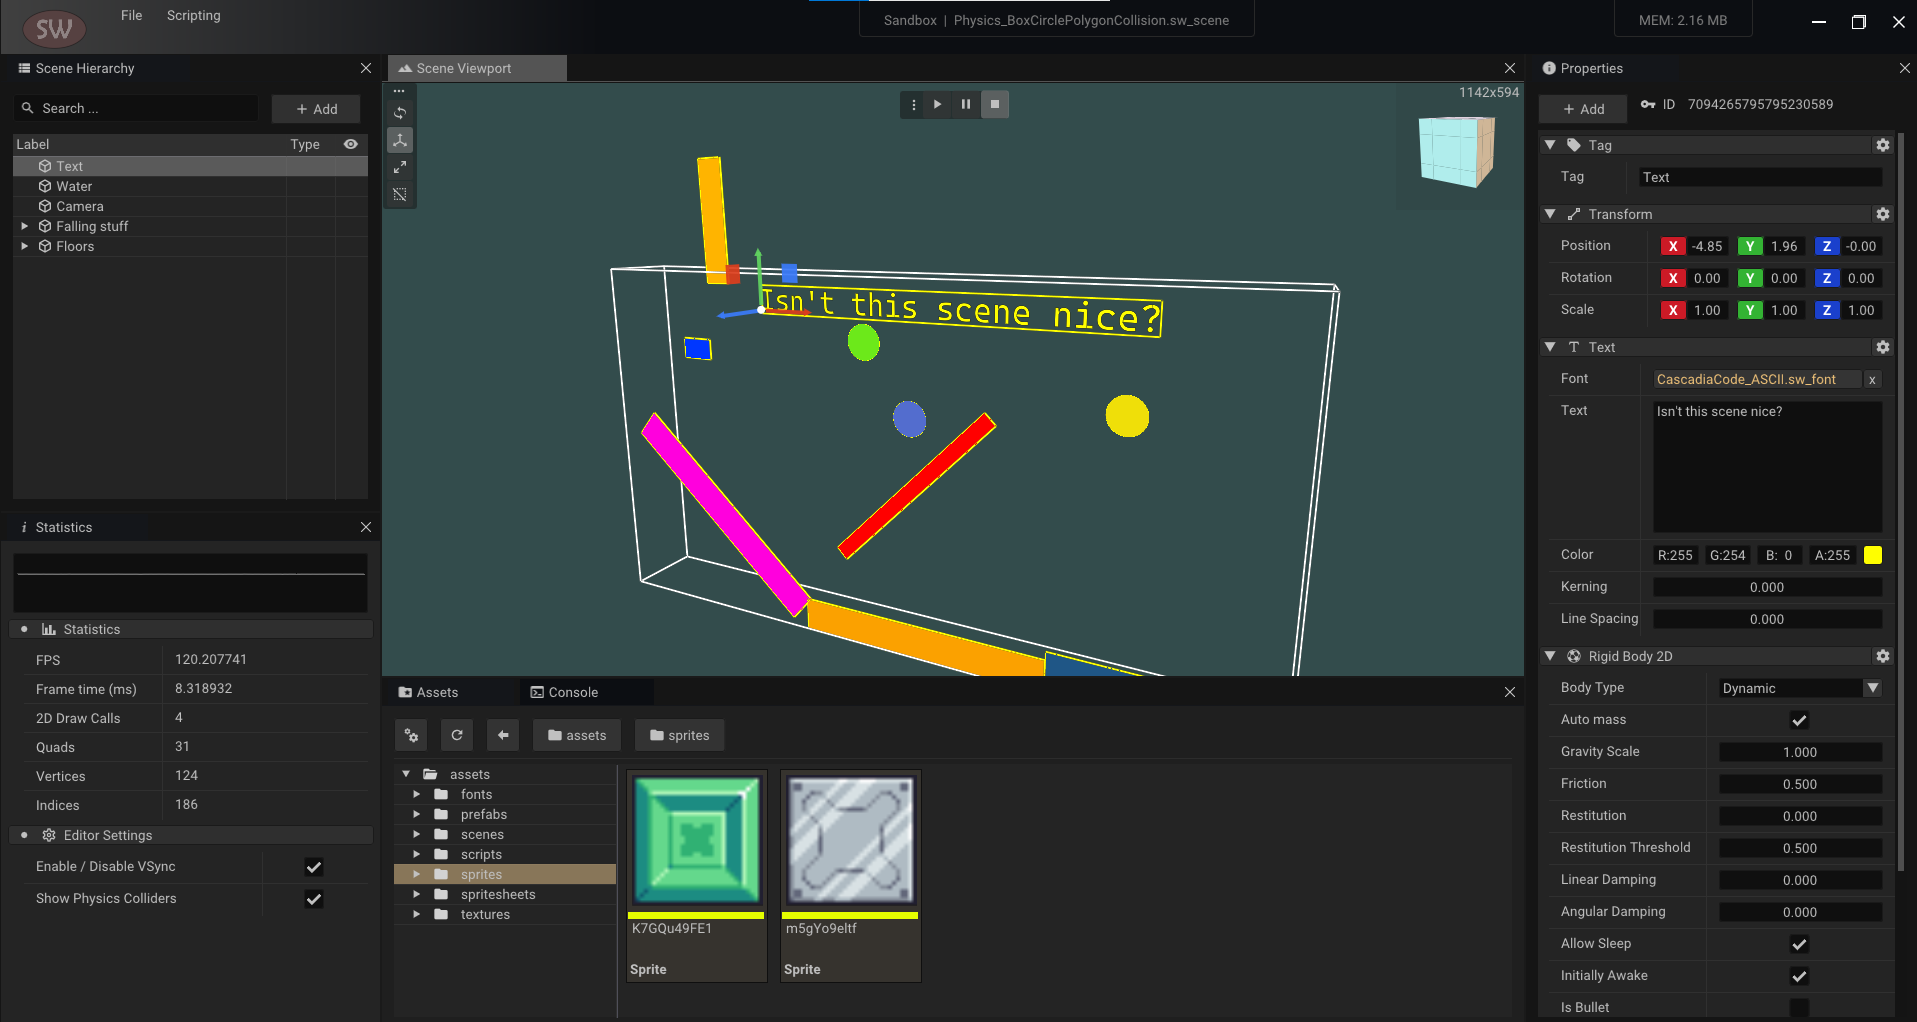 SW
File
Scripting
Sandbox | Physics_BoxCirclePolygonCollision.sw_scene
MEM: 2.16 MB
Scene Hierarchy
Search ...
+ Add
Label Type
Text
Water
Camera
Falling stuff
Floors
Statistics
Statistics
FPS 120.207741
Frame time (ms) 8.318932
2D Draw Calls 4
Quads 31
Vertices 124
Indices 186
Editor Settings
Enable / Disable VSync
Show Physics Colliders
Scene Viewport
1142x594
Isn't this scene nice?
Assets
Console
assets
sprites
assets
fonts
prefabs
scenes
scripts
sprites
spritesheets
textures
K7GQu49FE1
Sprite
m5gYo9eltf
Sprite
Properties
+ Add
ID 7094265795795230589
Tag
Tag Text
Transform
Position X -4.85 Y 1.96 Z -0.00
Rotation X 0.00 Y 0.00 Z 0.00
Scale X 1.00 Y 1.00 Z 1.00
Text
Font CascadiaCode_ASCII.sw_font x
Text Isn't this scene nice?
Color R:255 G:254 B: 0 A:255
Kerning 0.000
Line Spacing 0.000
Rigid Body 2D
Body Type Dynamic
Auto mass
Gravity Scale 1.000
Friction 0.500
Restitution 0.000
Restitution Threshold 0.500
Linear Damping 0.000
Angular Damping 0.000
Allow Sleep
Initially Awake
Is Bullet